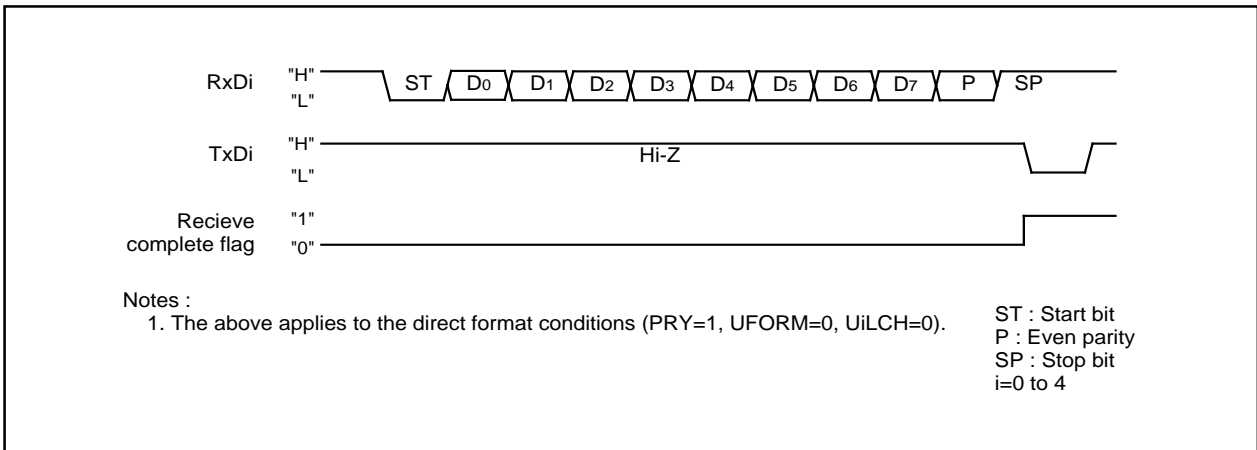 RxDi "H" "L" ST D0 D1 D2 D3 D4 D5 D6 D7 P SP
TxDi "H" "L" Hi-Z
Recieve
complete flag "1" "0"
Notes :
1. The above applies to the direct format conditions (PRY=1, UFORM=0, UiLCH=0).
ST : Start bit
P : Even parity
SP : Stop bit
i=0 to 4